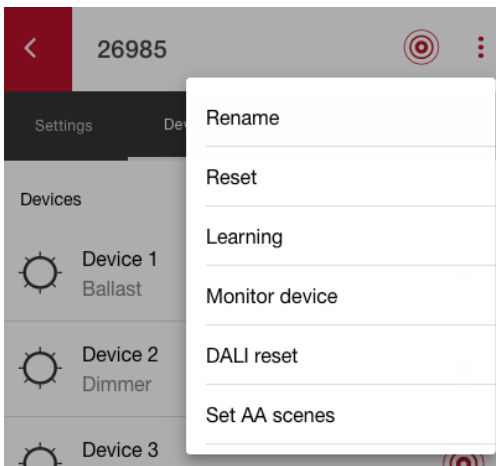 26985
Settings
Dev
Rename
Reset
Learning
Monitor device
DALI reset
Set AA scenes
Devices
Device 1
Ballast
Device 2
Dimmer
Device 3